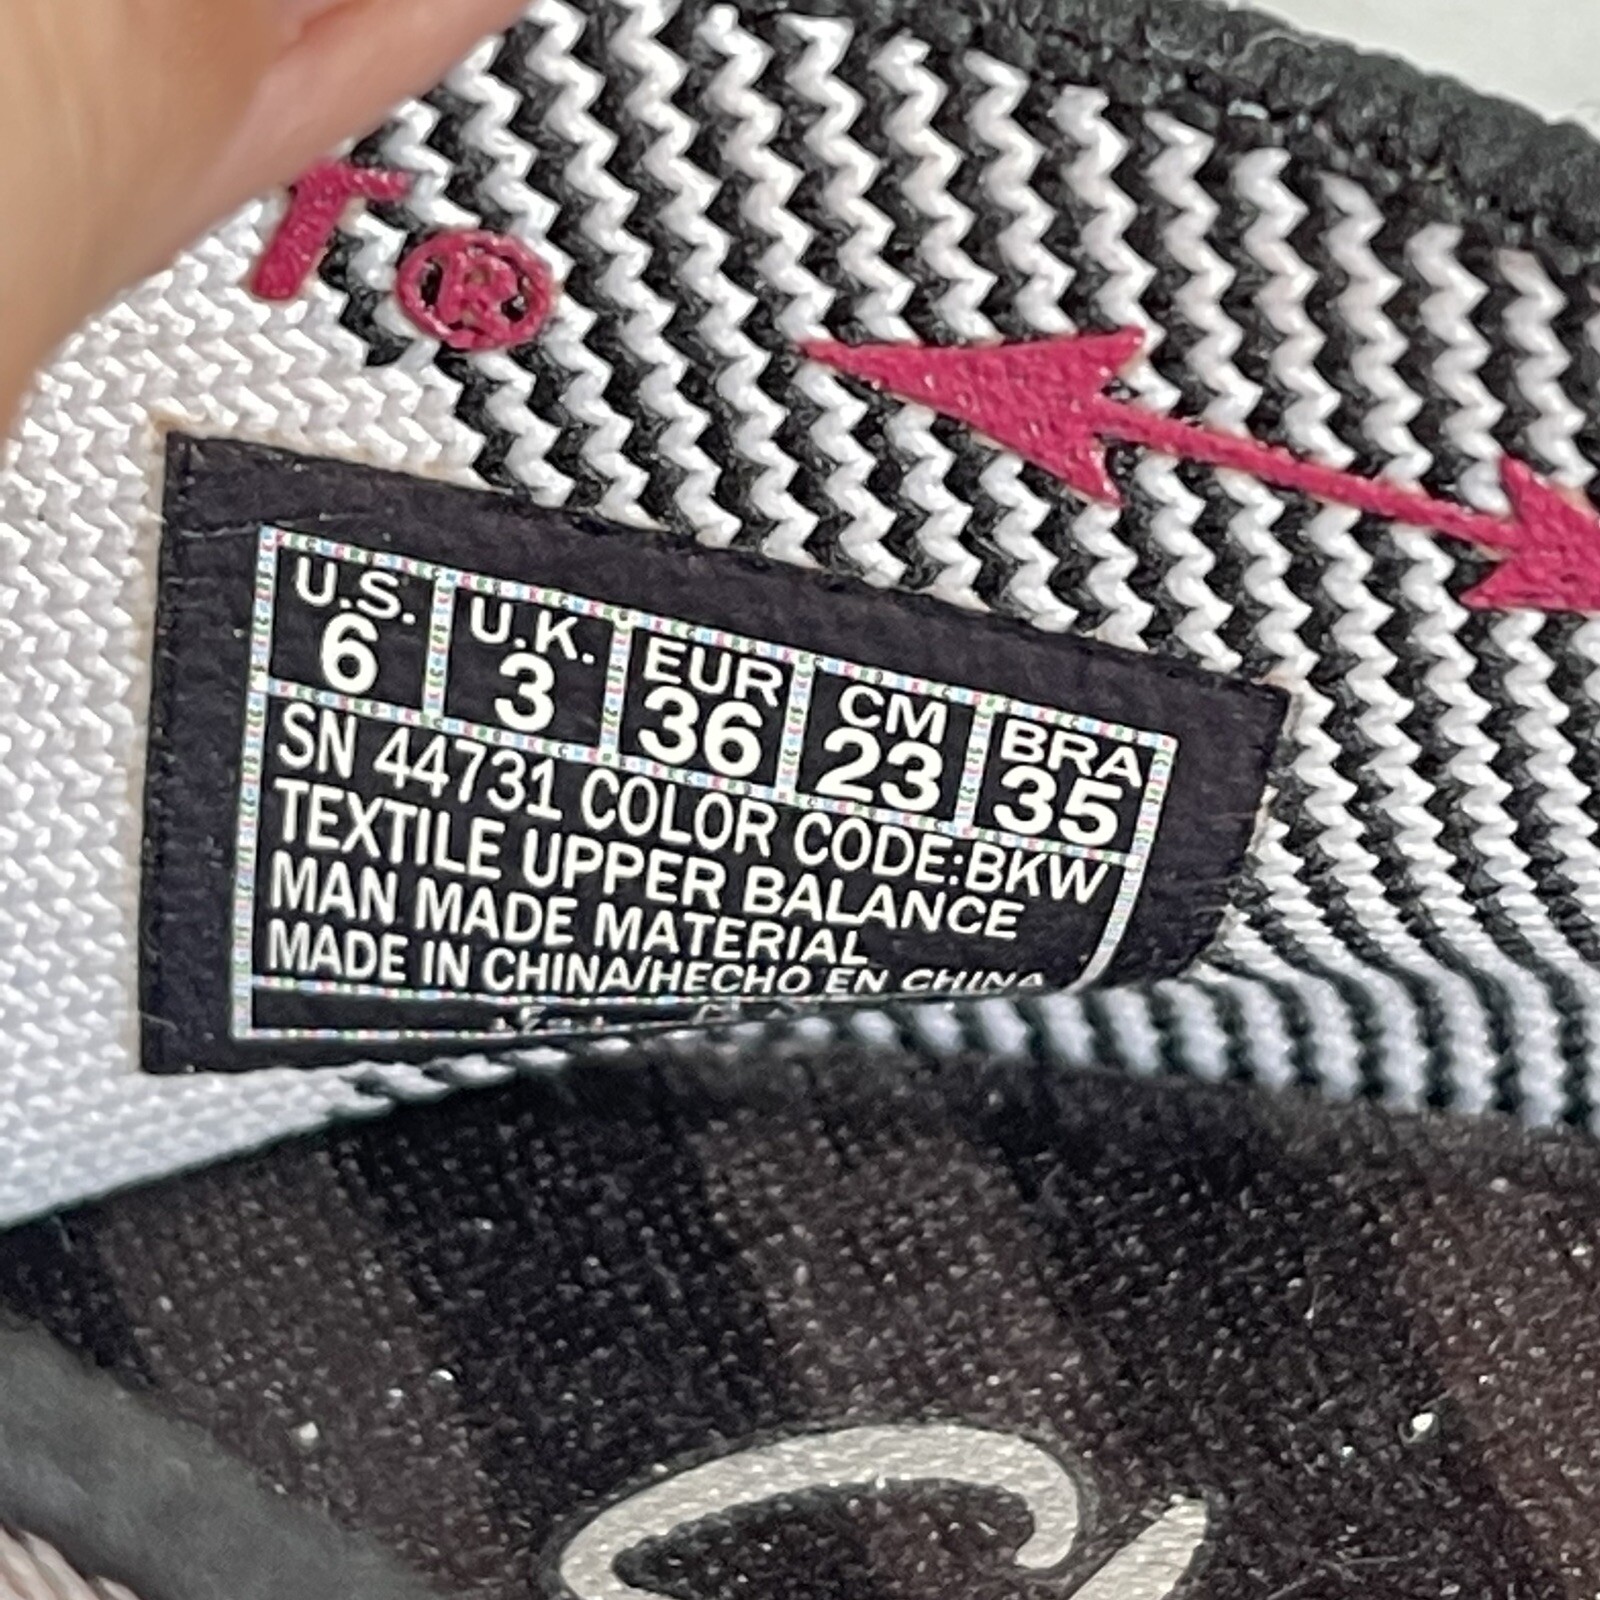 T®
U.S. U.K. EUR CM BRA
6 3 36 23 35
SN 44731 COLOR CODE:BKW
TEXTILE UPPER BALANCE
MAN MADE MATERIAL
MADE IN CHINA/HECHO EN CHINA